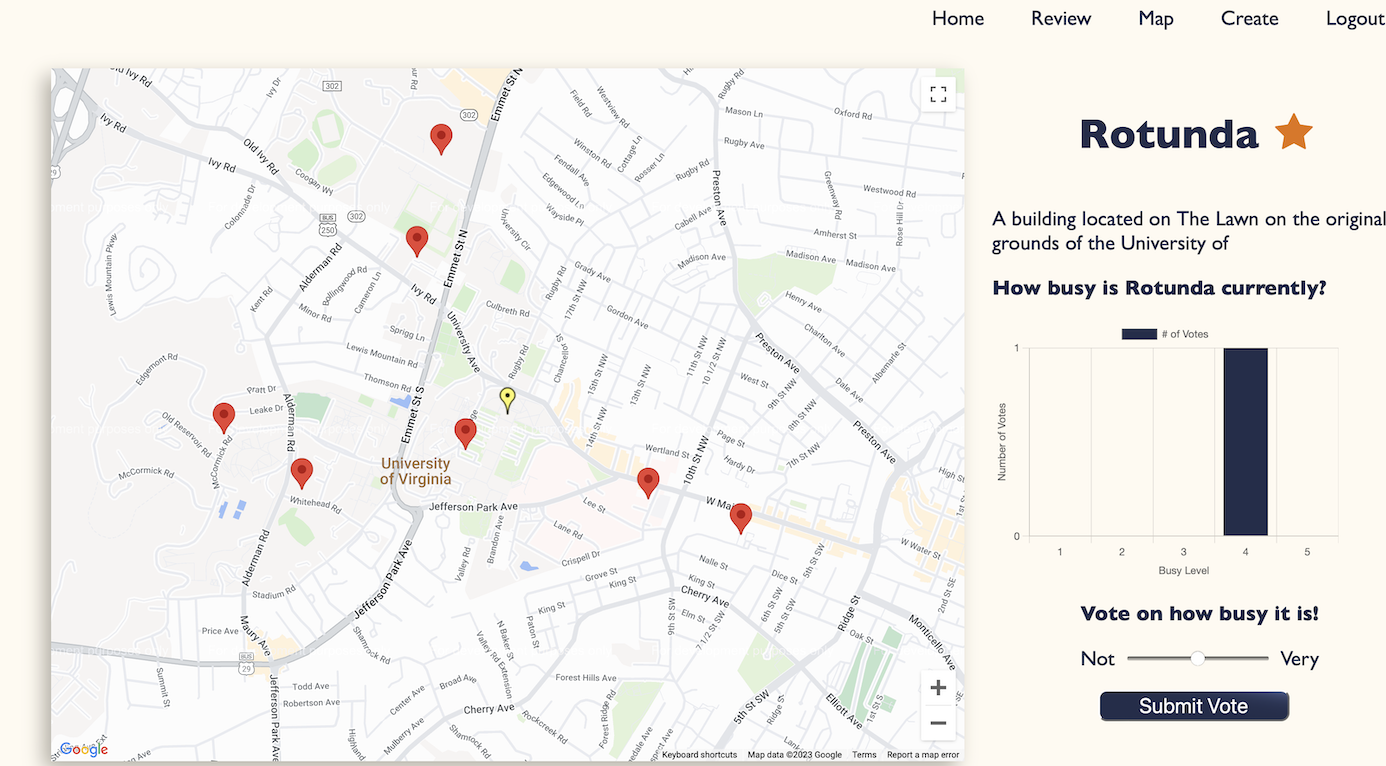 Home Review Map Create Logout
Rotunda
A building located on The Lawn on the original
grounds of the University of
How busy is Rotunda currently?
# of Votes
1
0
Number of Votes
1 2 3 4 5
Busy Level
Vote on how busy it is!
Not Very
Submit Vote
Old Ivy Rd
Ivy Dr
302
302
Emmet St N
Field Rd
Westview Rd
Rugby Rd
Mason Ln
Oxford Rd
Ivy Rd
Old Ivy Rd
Winston Rd
Cottage Ln
Rosser Ln
Rugby Ave
29
Ivy Rd
Coogan Wy
Fendall Ave
Rugby Rd
Edgewood Ln
Preston Ave
Greenway Rd
Westwood Rd
Colonnade Dr
BUS
250
302
Wayside Pl
Cabell Ave
Rose Hill Dr
University Cir
Amherst St
Lewis Mountain Pkwy
Alderman Rd
Emmet St N
Madison Ave
Madison Ave
Madison Ave
Bollingwood Rd
Cameron Ln
Grady Ave
Rugby Rd
17th St NW
Kent Rd
Ivy Rd
Henry Ave
Minor Rd
Culbreth Rd
Gordon Ave
Sprigg Ln
University Ave
Charlton Ave
Lewis Mountain Rd
Rugby Rd
Chancellor St
15th St NW
13th St NW
11th St NW
10 1/2 St NW
Preston Ave
Albemarle St
Edgemont Rd
Thomson Rd
West St
Pratt Dr
9th St NW
Dale Ave
Leake Dr
Alderman Rd
Emmet St S
Old Reservoir Rd
14th St NW
8th St NW
Preston Ave
Page St
McCormick Rd
McCormick Rd
University
of Virginia
Wertland St
10th St NW
Hardy Dr
7th St NW
Whitehead Rd
Jefferson Park Ave
Lee St
W Mai
High St
Brandon Ave
Lane Rd
W Water St
Alderman Rd
Valley Rd
Crispell Dr
Nalle St
5th St SW
Grove St
King St
King St
Dice St
2nd St SE
Stadium Rd
Jefferson Park Ave
Cherry Ave
6th St SW
5th St SW
King St
Elm St
9th St SW
7 1/2 St SW
Ridge St
Monticello Ave
Price Ave
Maury Ave
Paton St
N Baker St
Oak St
Shamrock Rd
BUS
29
Valley Rd Extension
Summit St
Todd Ave
Forest Hills Ave
Robertson Ave
Center Ave
Broad Ave
Jefferson Park Ave
Cherry Ave
Forest Ridge Rd
5th St SW
Ridge St
Elliott Ave
1st St S
Highland
Mulberry Ave
Shamrock Rd
Rockcreek Rd
Google
Keyboard shortcuts Map data ©2023 Google Terms Report a map error